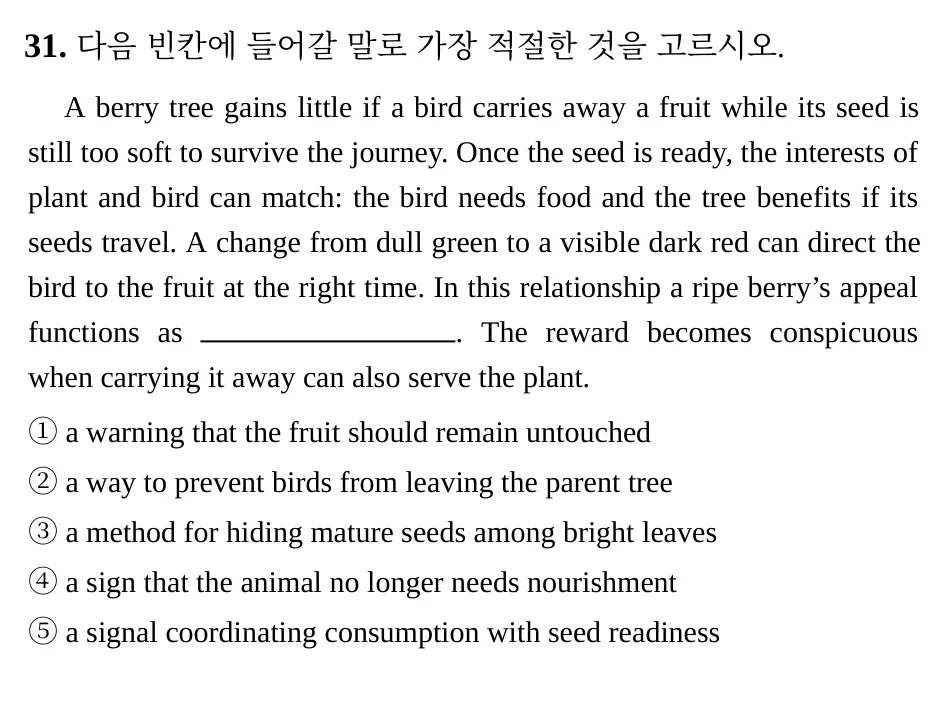 31. 다음 빈칸에 들어갈 말로 가장 적절한 것을 고르시오.
A berry tree gains little if a bird carries away a fruit while its seed is
still too soft to survive the journey. Once the seed is ready, the interests of
plant and bird can match: the bird needs food and the tree benefits if its
seeds travel. A change from dull green to a visible dark red can direct the
bird to the fruit at the right time. In this relationship a ripe berry’s appeal
functions as ________________. The reward becomes conspicuous
when carrying it away can also serve the plant.
① a warning that the fruit should remain untouched
② a way to prevent birds from leaving the parent tree
③ a method for hiding mature seeds among bright leaves
④ a sign that the animal no longer needs nourishment
⑤ a signal coordinating consumption with seed readiness